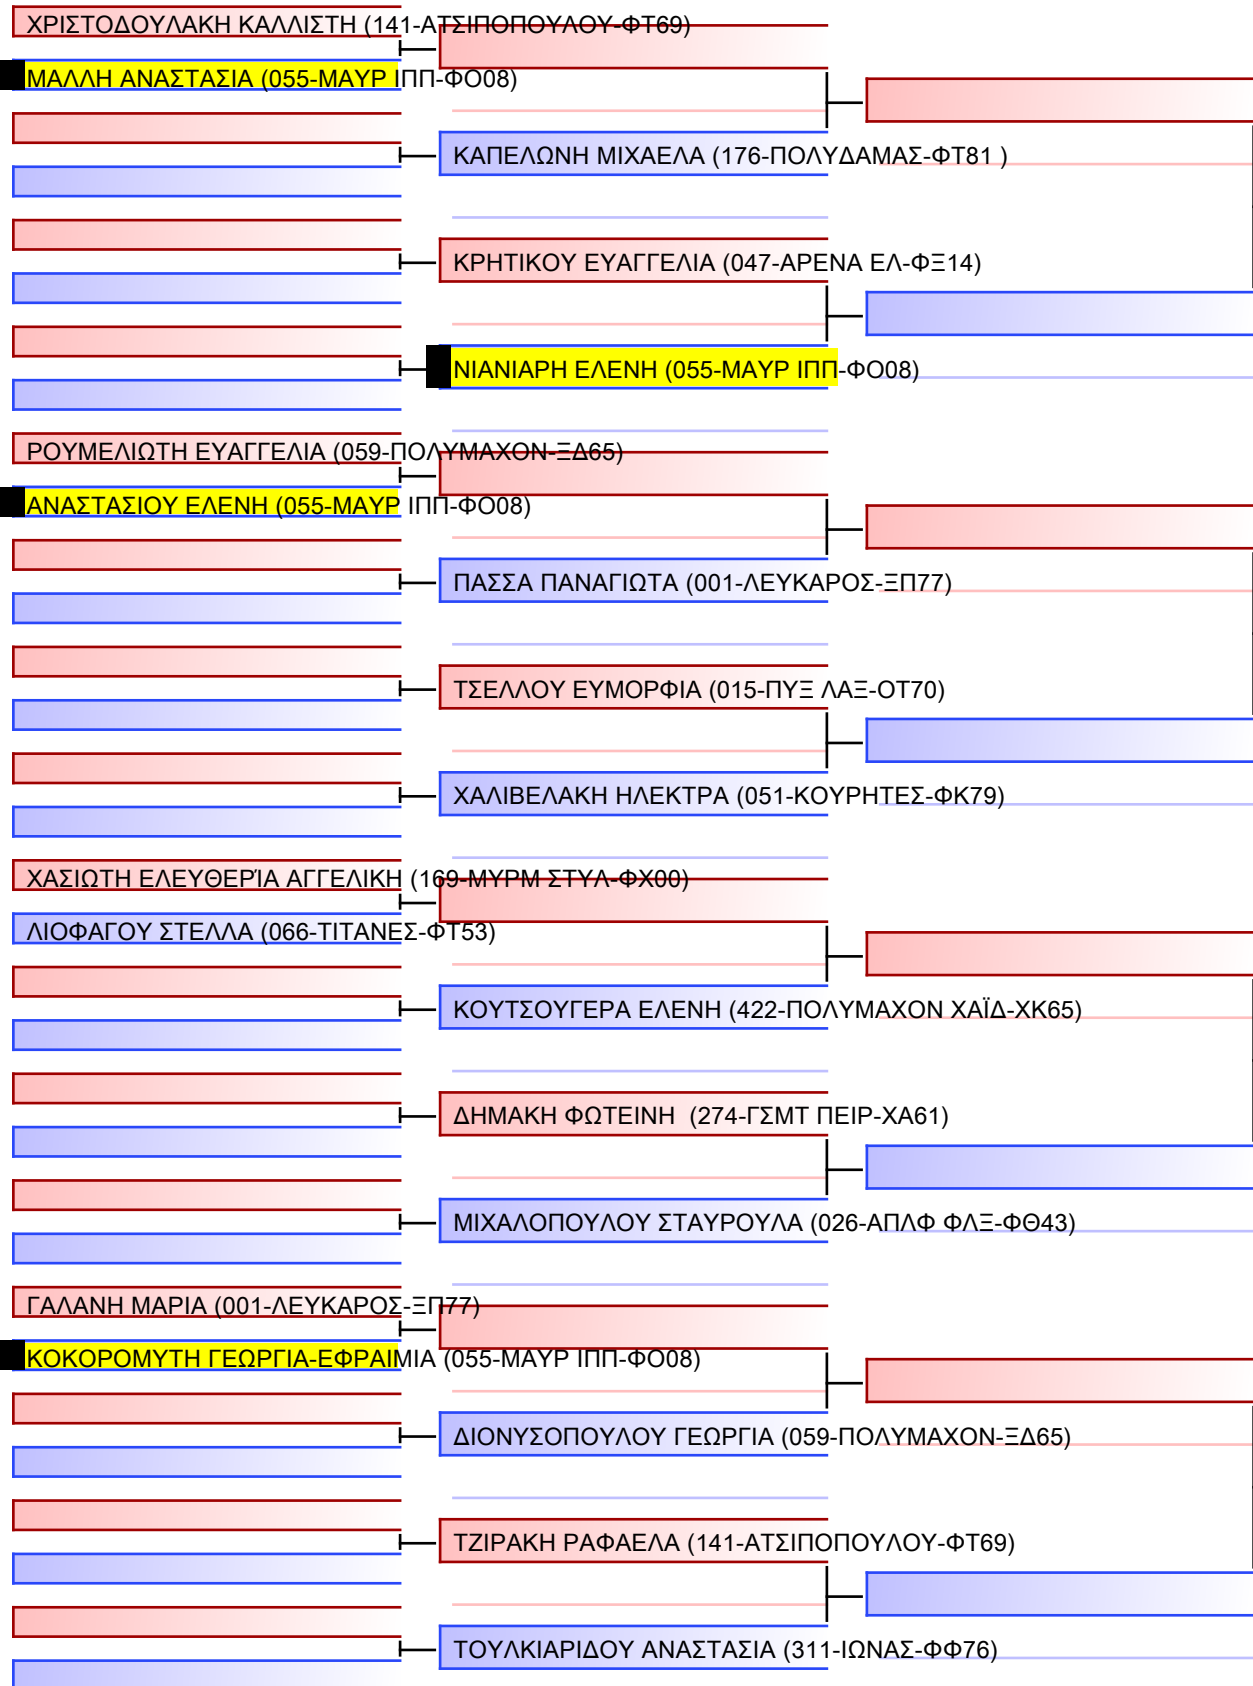 ΧΡΙΣΤΟΔΟΥΛΑΚΗ ΚΑΛΛΙΣΤΗ (141-ΑΤΣΙΠΟΠΟΥΛΟΥ-ΦΤ69)
ΜΑΛΛΗ ΑΝΑΣΤΑΣΙΑ (055-ΜΑΥΡ ΙΠΠ-ΦΟ08)
ΚΑΠΕΛΩΝΗ ΜΙΧΑΕΛΑ (176-ΠΟΛΥΔΑΜΑΣ-ΦΤ81 )
ΚΡΗΤΙΚΟΥ ΕΥΑΓΓΕΛΙΑ (047-ΑΡΕΝΑ ΕΛ-ΦΞ14)
ΝΙΑΝΙΑΡΗ ΕΛΕΝΗ (055-ΜΑΥΡ ΙΠΠ-ΦΟ08)
ΡΟΥΜΕΛΙΩΤΗ ΕΥΑΓΓΕΛΙΑ (059-ΠΟΛΥΜΑΧΟΝ-ΞΔ65)
ΑΝΑΣΤΑΣΙΟΥ ΕΛΕΝΗ (055-ΜΑΥΡ ΙΠΠ-ΦΟ08)
ΠΑΣΣΑ ΠΑΝΑΓΙΩΤΑ (001-ΛΕΥΚΑΡΟΣ-ΞΠ77)
ΤΣΕΛΛΟΥ ΕΥΜΟΡΦΙΑ (015-ΠΥΞ ΛΑΞ-ΟΤ70)
ΧΑΛΙΒΕΛΑΚΗ ΗΛΕΚΤΡΑ (051-ΚΟΥΡΗΤΕΣ-ΦΚ79)
ΧΑΣΙΩΤΗ ΕΛΕΥΘΕΡΊΑ ΑΓΓΕΛΙΚΗ (169-ΜΥΡΜ ΣΤΥΛ-ΦΧ00)
ΛΙΟΦΑΓΟΥ ΣΤΕΛΛΑ (066-ΤΙΤΑΝΕΣ-ΦΤ53)
ΚΟΥΤΣΟΥΓΕΡΑ ΕΛΕΝΗ (422-ΠΟΛΥΜΑΧΟΝ ΧΑΪΔ-ΧΚ65)
ΔΗΜΑΚΗ ΦΩΤΕΙΝΗ  (274-ΓΣΜΤ ΠΕΙΡ-ΧΑ61)
ΜΙΧΑΛΟΠΟΥΛΟΥ ΣΤΑΥΡΟΥΛΑ (026-ΑΠΛΦ ΦΛΞ-ΦΘ43)
ΓΑΛΑΝΗ ΜΑΡΙΑ (001-ΛΕΥΚΑΡΟΣ-ΞΠ77)
ΚΟΚΟΡΟΜΥΤΗ ΓΕΩΡΓΙΑ-ΕΦΡΑΙΜΙΑ (055-ΜΑΥΡ ΙΠΠ-ΦΟ08)
ΔΙΟΝΥΣΟΠΟΥΛΟΥ ΓΕΩΡΓΙΑ (059-ΠΟΛΥΜΑΧΟΝ-ΞΔ65)
ΤΖΙΡΑΚΗ ΡΑΦΑΕΛΑ (141-ΑΤΣΙΠΟΠΟΥΛΟΥ-ΦΤ69)
ΤΟΥΛΚΙΑΡΙΔΟΥ ΑΝΑΣΤΑΣΙΑ (311-ΙΩΝΑΣ-ΦΦ76)